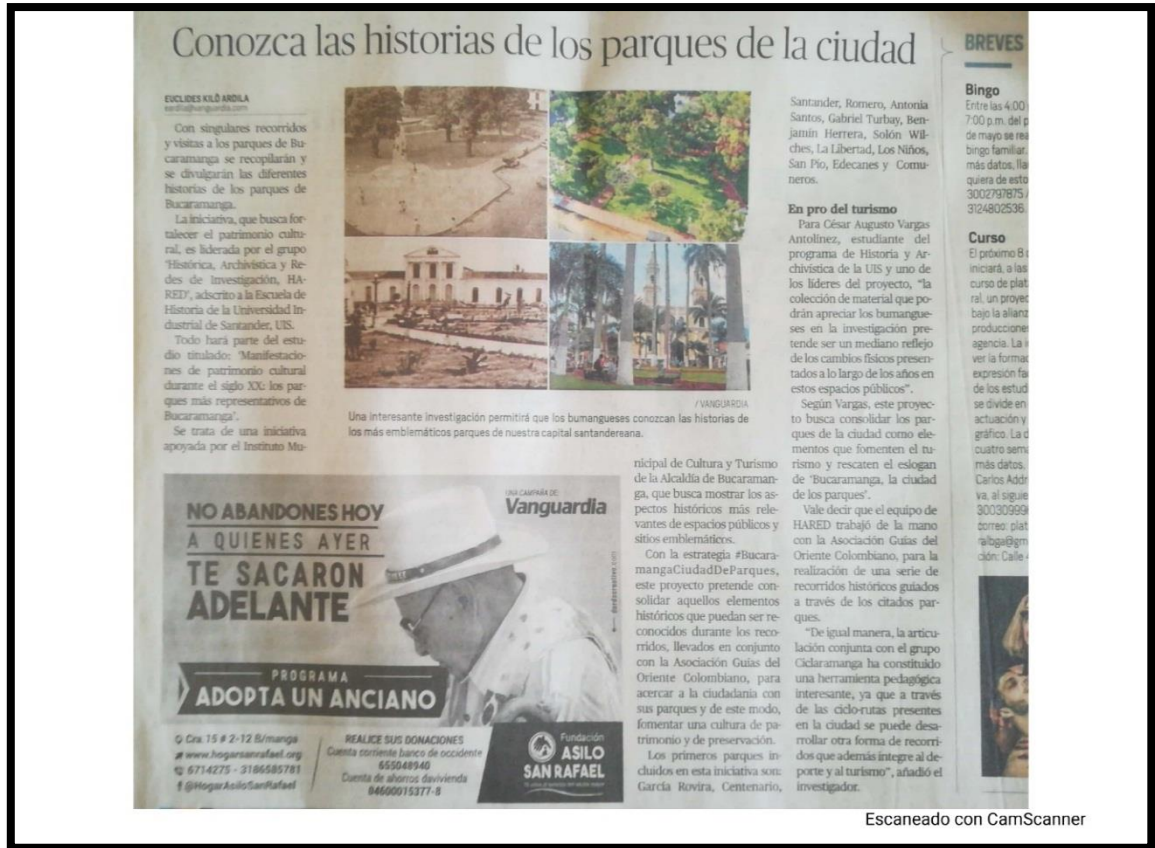 Conozca las historias de los parques de la ciudad
EUCLIDES KILÔ ARDILA
eardila@vanguardia.com
Con singulares recorridos
y visitas a los parques de Bu-
caramanga se recopilarán y
se divulgarán las diferentes
historias de los parques de
Bucaramanga.
La iniciativa, que busca for-
talecer el patrimonio cultu-
ral, es liderada por el grupo
‘Histórica, Archivística y Re-
des de Investigación, HA-
RED’, adscrito a la Escuela de
Historia de la Universidad In-
dustrial de Santander, UIS.
Todo hará parte del estu-
dio titulado: ‘Manifestacio-
nes de patrimonio cultural
durante el siglo XX: los par-
ques más representativos de
Bucaramanga’.
Se trata de una iniciativa
apoyada por el Instituto Mu-
/ VANGUARDIA
Una interesante investigación permitirá que los bumangueses conozcan las historias de
los más emblemáticos parques de nuestra capital santandereana.
nicipal de Cultura y Turismo
de la Alcaldía de Bucaraman-
ga, que busca mostrar los as-
pectos históricos más rele-
vantes de espacios públicos y
sitios emblemáticos.
Con la estrategia #Bucara-
mangaCiudadDeParques,
este proyecto pretende con-
solidar aquellos elementos
históricos que puedan ser re-
conocidos durante los reco-
rridos, llevados en conjunto
con la Asociación Guías del
Oriente Colombiano, para
acercar a la ciudadanía con
sus parques y de este modo,
fomentar una cultura de pa-
trimonio y de preservación.
Los primeros parques in-
cluidos en esta iniciativa son:
García Rovira, Centenario,
Santander, Romero, Antonia
Santos, Gabriel Turbay, Ben-
jamín Herrera, Solón Wil-
ches, La Libertad, Los Niños,
San Pío, Edecanes y Comu-
neros.
En pro del turismo
Para César Augusto Vargas
Antolínez, estudiante del
programa de Historia y Ar-
chivística de la UIS y uno de
los líderes del proyecto, “la
colección de material que po-
drán apreciar los bumangue-
ses en la investigación pre-
tende ser un mediano reflejo
de los cambios físicos presen-
tados a lo largo de los años en
estos espacios públicos”.
Según Vargas, este proyec-
to busca consolidar los par-
ques de la ciudad como ele-
mentos que fomenten el tu-
rismo y rescaten el eslogan
de ‘Bucaramanga, la ciudad
de los parques’.
Vale decir que el equipo de
HARED trabajó de la mano
con la Asociación Guías del
Oriente Colombiano, para la
realización de una serie de
recorridos históricos guiados
a través de los citados par-
ques.
“De igual manera, la articu-
lación conjunta con el grupo
Ciclaramanga ha constituido
una herramienta pedagógica
interesante, ya que a través
de las ciclo-rutas presentes
en la ciudad se puede desa-
rrollar otra forma de recorri-
dos que además integre al de-
porte y al turismo”, añadió el
investigador.
UNA CAMPAÑA DE:
Vanguardia
NO ABANDONES HOY
A QUIENES AYER
TE SACARON
ADELANTE
PROGRAMA
ADOPTA UN ANCIANO
Cra. 15 # 2-12 B/manga
www.hogarsanrafael.org
6714275 - 3186585781
@HogarAsiloSanRafael
REALICE SUS DONACIONES
Cuenta corriente banco de occidente
655048940
Cuenta de ahorros davivienda
04600015377-8
Fundación
ASILO
SAN RAFAEL
BREVES
Bingo
Entre las 4:00
7:00 p.m. del p
de mayo se rea
bingo familiar.
más datos, lla
quiera de esto
3002797875 /
3124802536.
Curso
El próximo 8 d
iniciará, a las
curso de plat
ral, un proyec
bajo la alianz
producciones
agencia. La i
ver la formac
expresión fa
de los estud
se divide en
actuación y
gráfico. La d
cuatro sema
más datos,
Carlos Addr
va, al siguie
300309996
correo: plat
ralbga@gm
ción: Calle 4
Escaneado con CamScanner